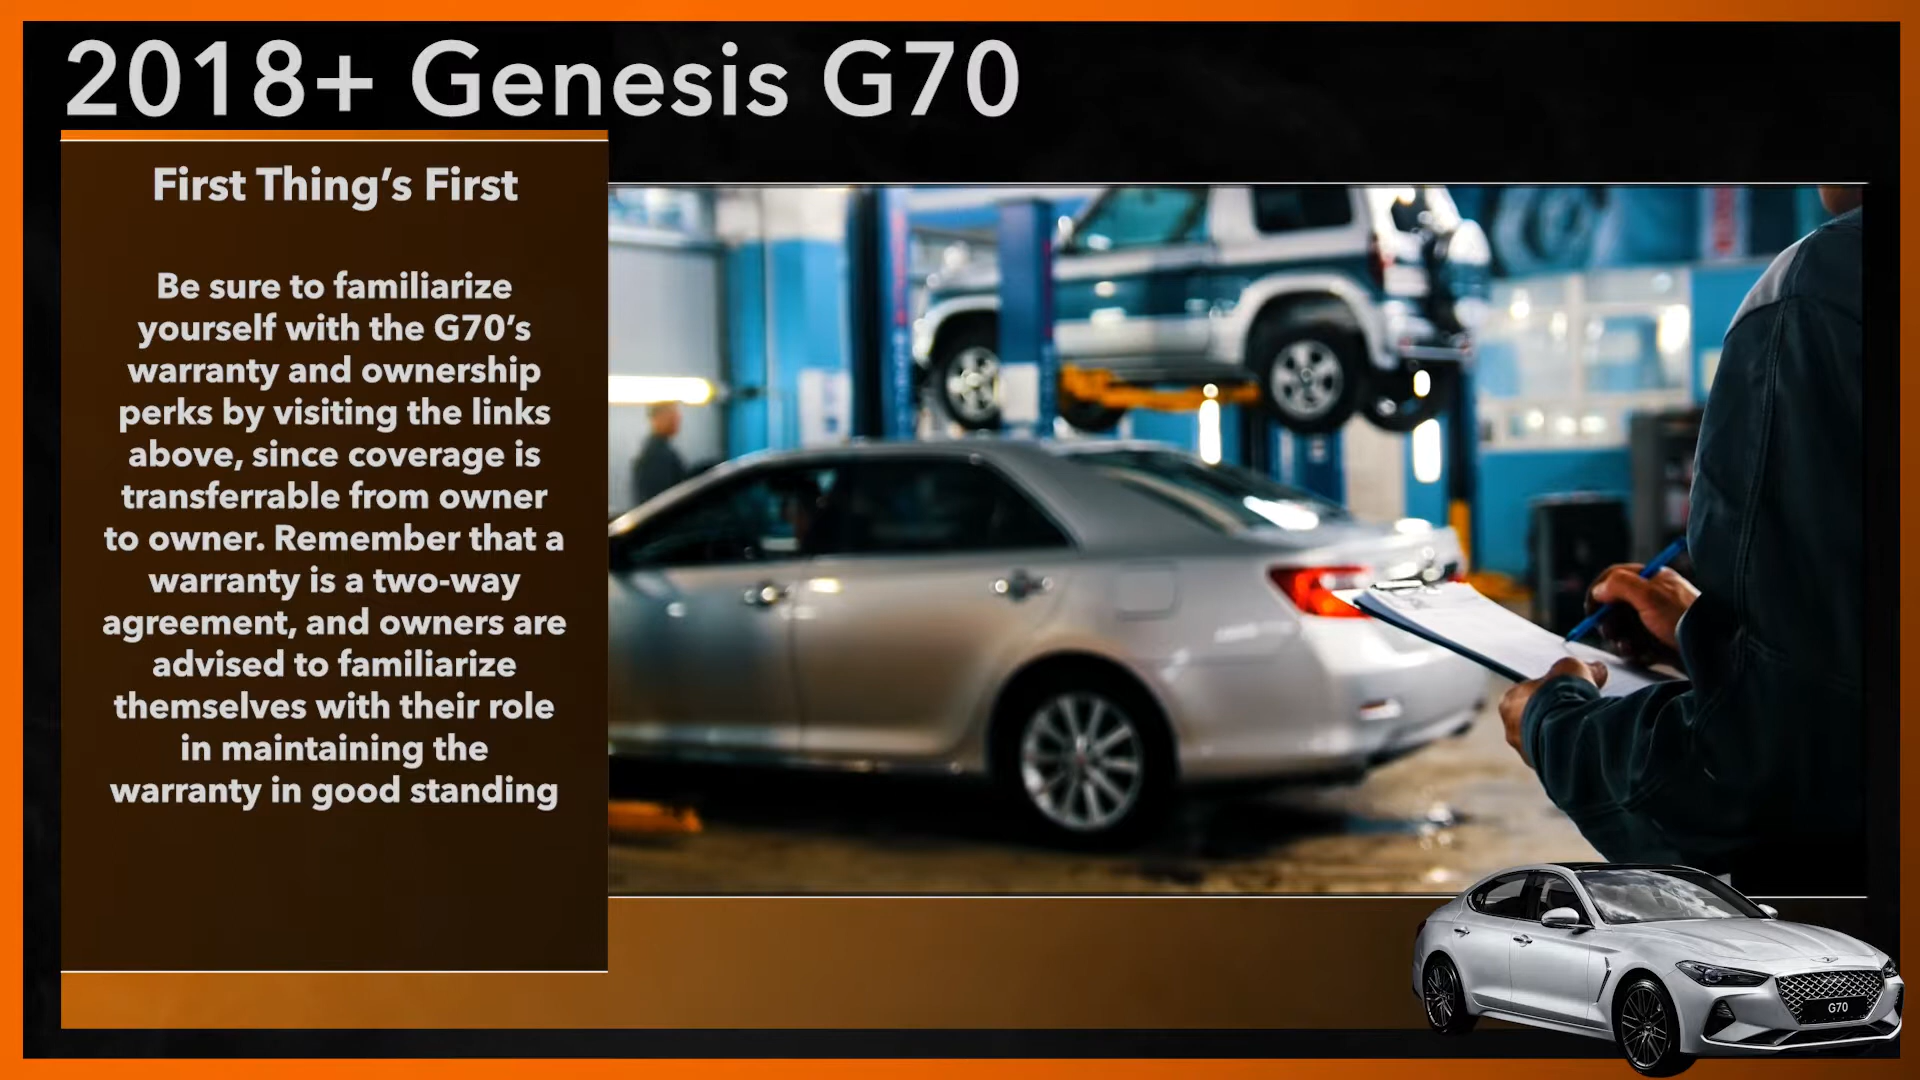 2018+ Genesis G70
First Thing’s First
Be sure to familiarize
yourself with the G70’s
warranty and ownership
perks by visiting the links
above, since coverage is
transferrable from owner
to owner. Remember that a
warranty is a two-way
agreement, and owners are
advised to familiarize
themselves with their role
in maintaining the
warranty in good standing
G70